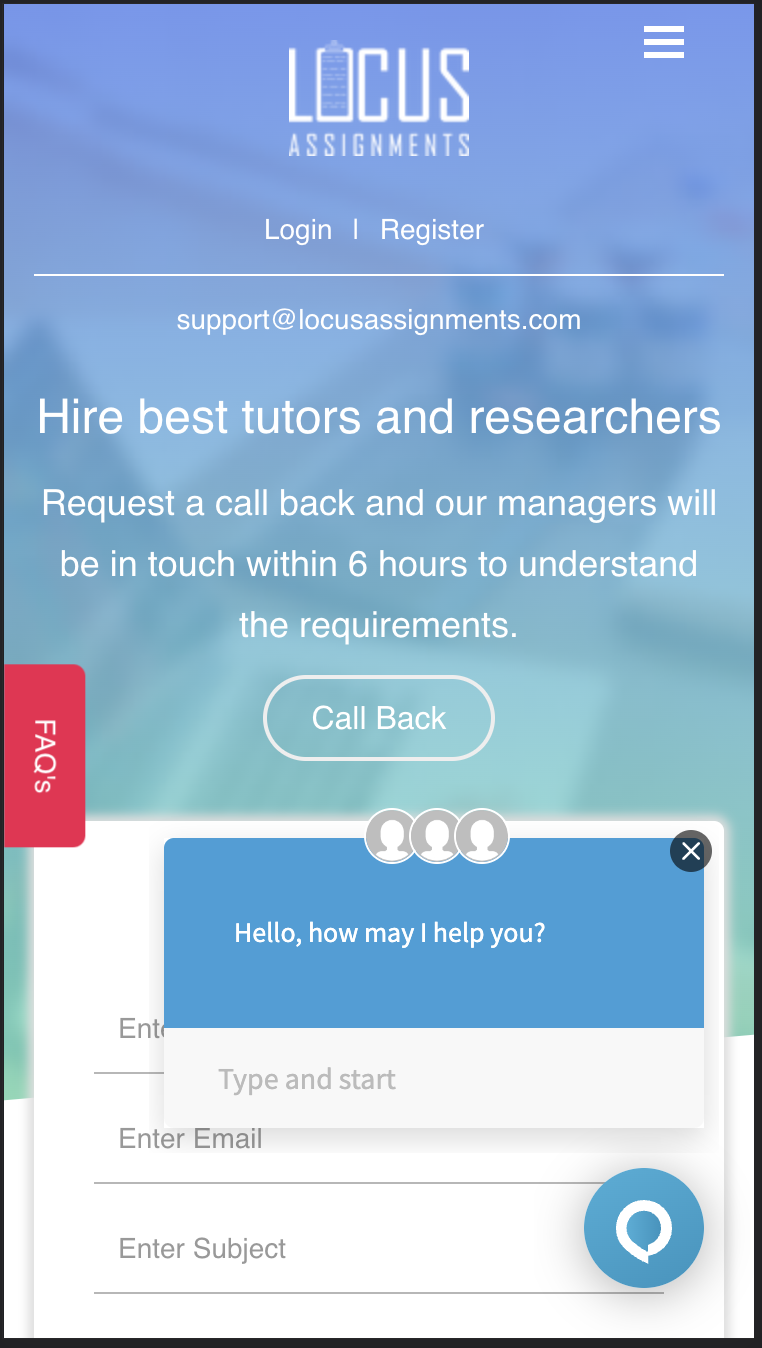 LOCUS
ASSIGNMENTS
Login | Register
support@locusassignments.com
Hire best tutors and researchers
Request a call back and our managers will
be in touch within 6 hours to understand
the requirements.
Call Back
FAQ's
Hello, how may I help you?
Type and start
Enter Email
Enter Subject